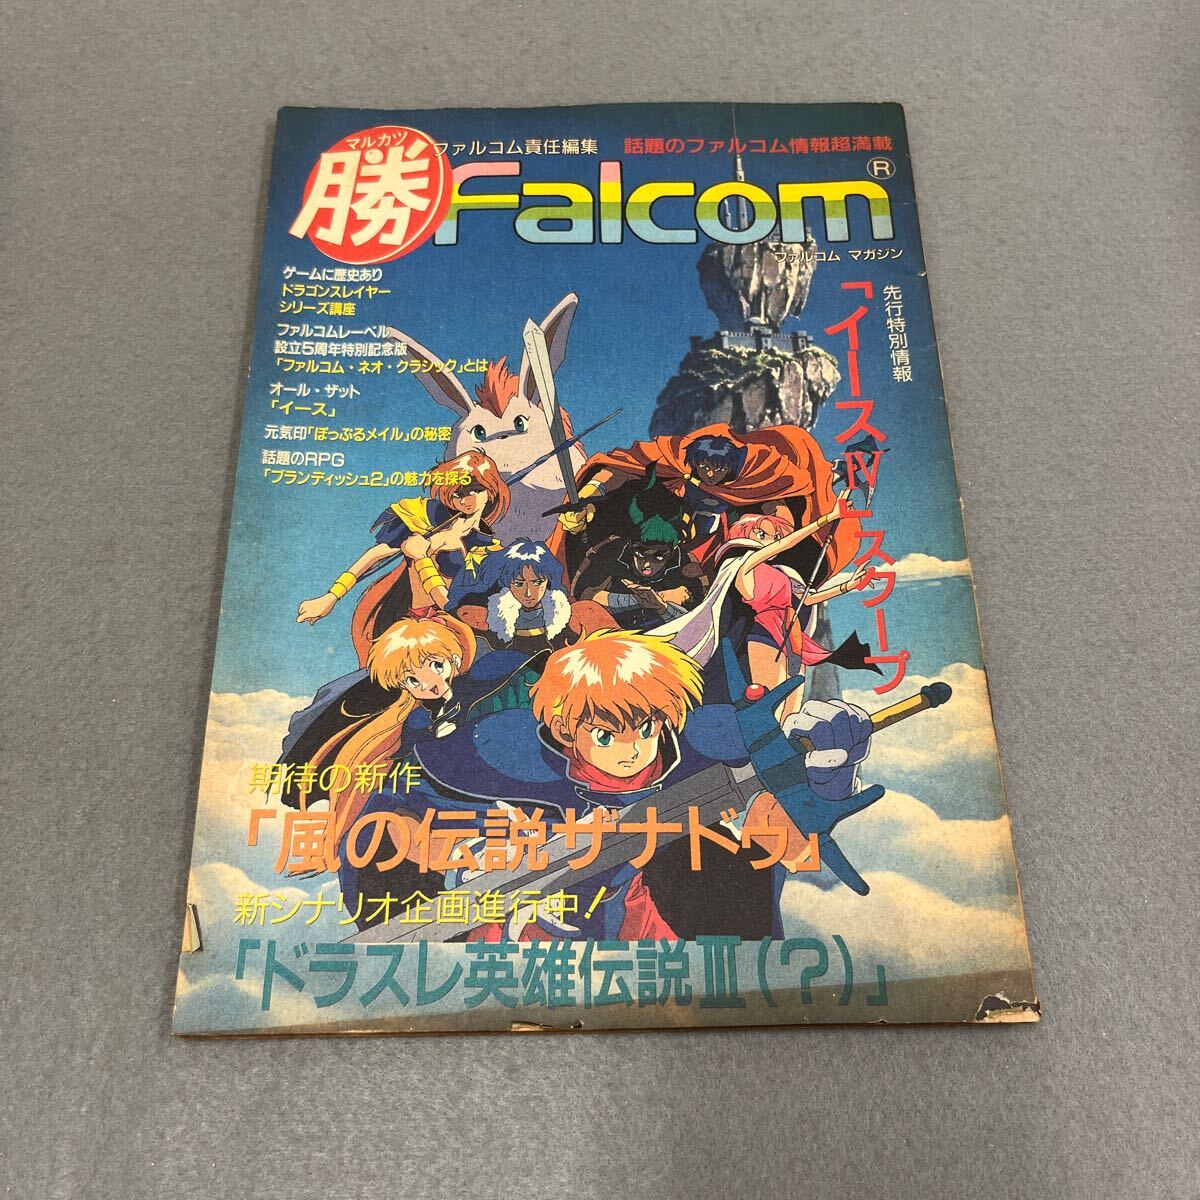 マルカツ
勝
ファルコム責任編集
話題のファルコム情報超満載
Falcom®
ファルコム マガジン
ゲームに歴史あり
ドラゴンスレイヤー
シリーズ講座
ファルコムレーベル
設立5周年特別記念版
「ファルコム・ネオ・クラシック」とは
オール・ザット
「イース」
元気印「ぽっぷるメイル」の秘密
話題のRPG
「ブランディッシュ2」の魅力を探る
先行特別情報
「イースⅣ」スクープ
期待の新作
「風の伝説ザナドゥ」
新シナリオ企画進行中!
「ドラスレ英雄伝説Ⅲ(?)」